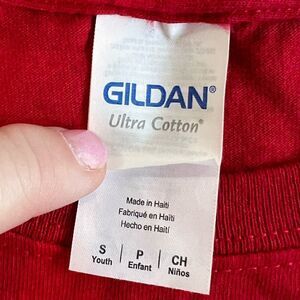 GILDAN®
Ultra Cotton®
Made in Haiti
Fabriqué en Haïti
Hecho en Haití
S | P | CH
Youth | Enfant | Niños